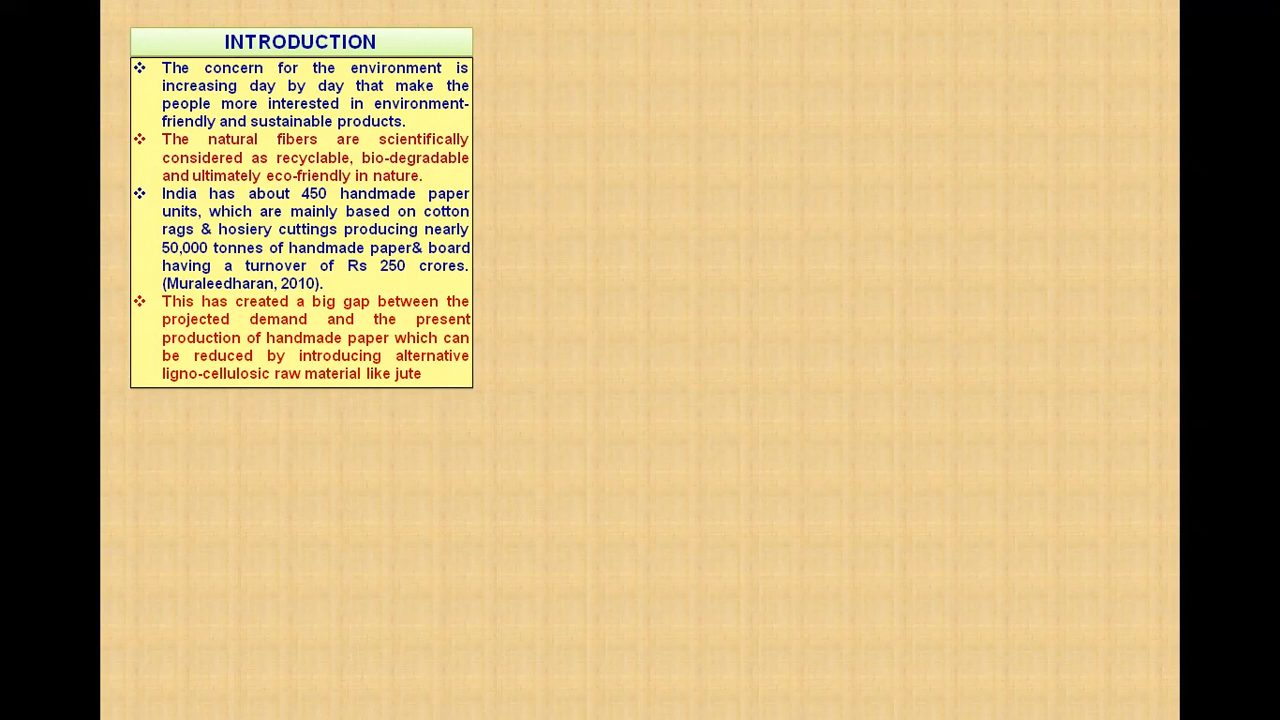 INTRODUCTION
❖ The concern for the environment is
increasing day by day that make the
people more interested in environment-
friendly and sustainable products.
❖ The natural fibers are scientifically
considered as recyclable, bio-degradable
and ultimately eco-friendly in nature.
❖ India has about 450 handmade paper
units, which are mainly based on cotton
rags & hosiery cuttings producing nearly
50,000 tonnes of handmade paper& board
having a turnover of Rs 250 crores.
(Muraleedharan, 2010).
❖ This has created a big gap between the
projected demand and the present
production of handmade paper which can
be reduced by introducing alternative
ligno-cellulosic raw material like jute